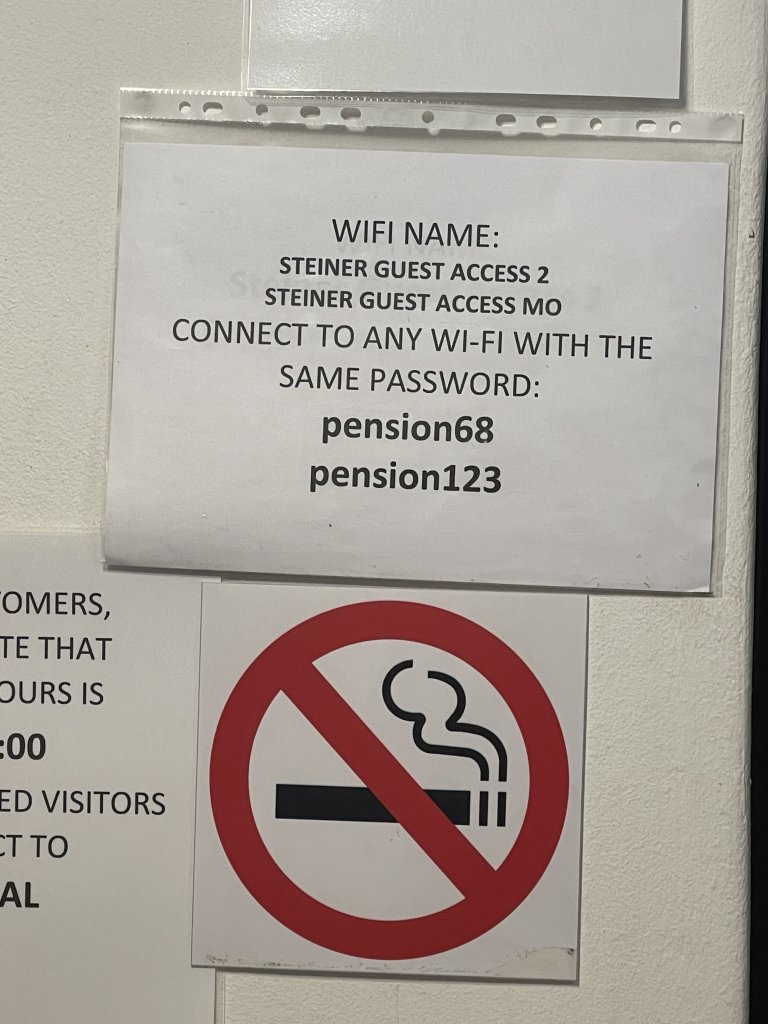 WIFI NAME:
STEINER GUEST ACCESS 2
STEINER GUEST ACCESS MO
CONNECT TO ANY WI-FI WITH THE
SAME PASSWORD:
pension68
pension123
TOMERS,
TE THAT
OURS IS
:00
ED VISITORS
CT TO
AL